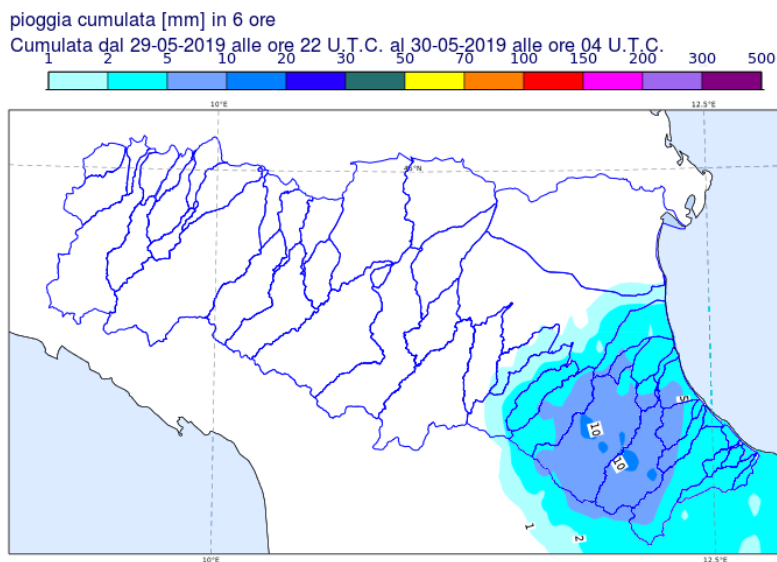 pioggia cumulata [mm] in 6 ore
Cumulata dal 29-05-2019 alle ore 22 U.T.C. al 30-05-2019 alle ore 04 U.T.C.
1 2 5 10 20 30 50 70 100 150 200 300 500
10°E 12.5°E
5
10
10
1
2
10°E 12.5°E